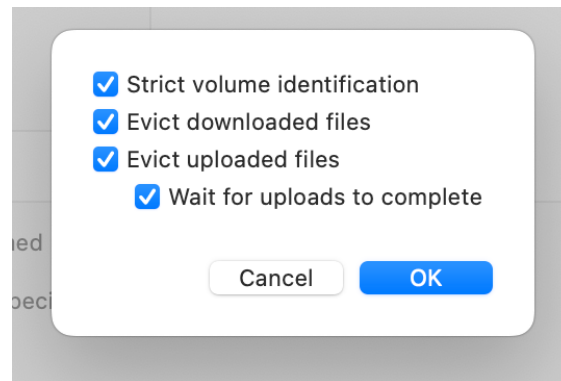 Strict volume identification
Evict downloaded files
Evict uploaded files
Wait for uploads to complete
Cancel
OK